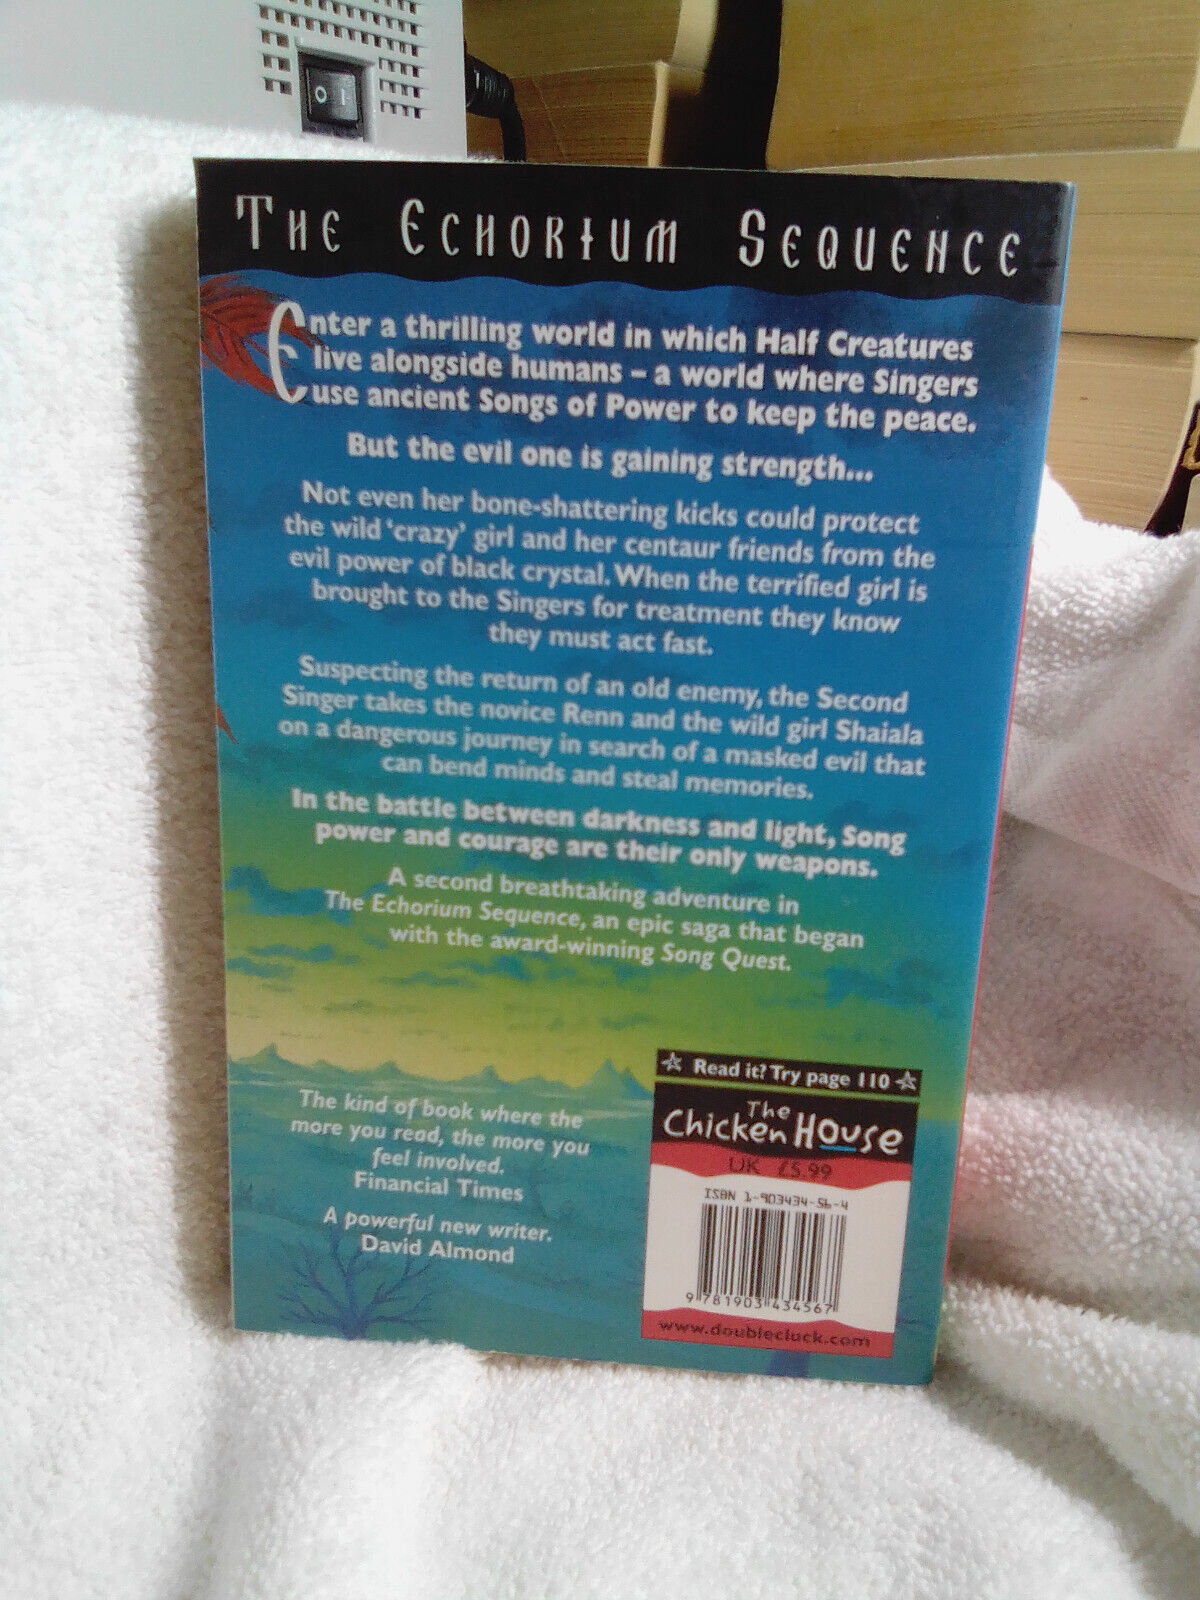 THE ECHORIUM SEQUENCE
Enter a thrilling world in which Half Creatures
live alongside humans – a world where Singers
use ancient Songs of Power to keep the peace.
But the evil one is gaining strength...
Not even her bone-shattering kicks could protect
the wild ‘crazy’ girl and her centaur friends from the
evil power of black crystal. When the terrified girl is
brought to the Singers for treatment they know
they must act fast.
Suspecting the return of an old enemy, the Second
Singer takes the novice Renn and the wild girl Shaiala
on a dangerous journey in search of a masked evil that
can bend minds and steal memories.
In the battle between darkness and light, Song
power and courage are their only weapons.
A second breathtaking adventure in
The Echorium Sequence, an epic saga that began
with the award-winning Song Quest.
The kind of book where the
more you read, the more you
feel involved.
Financial Times
A powerful new writer.
David Almond
Read it? Try page 110
The
Chicken House
UK £5.99
ISBN 1-903434-56-4
9 781903 434567
www.doublecluck.com